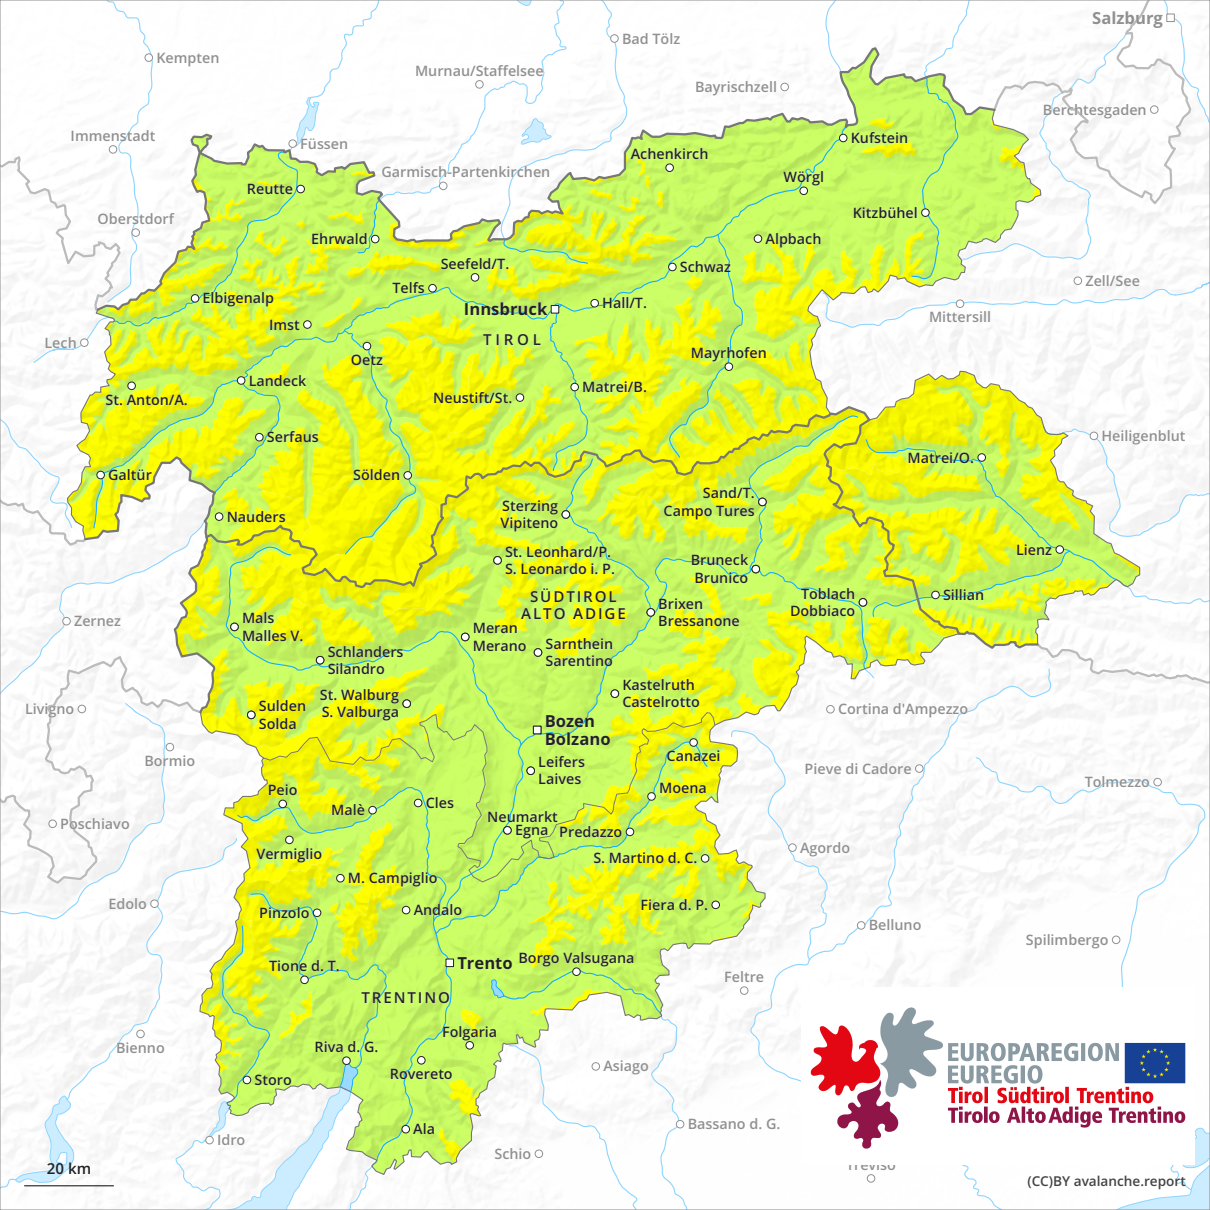 Salzburg
Bad Tölz
Kempten
Murnau/Staffelsee
Bayrischzell
Berchtesgaden
Immenstadt
Füssen
Kufstein
Achenkirch
Garmisch-Partenkirchen
Wörgl
Reutte
Oberstdorf
Kitzbühel
Ehrwald
Alpbach
Seefeld/T.
Schwaz
Zell/See
Telfs
Elbigenalp
Innsbruck
Hall/T.
Mittersill
Imst
TIROL
Lech
Oetz
Mayrhofen
Landeck
St. Anton/A.
Neustift/St.
Matrei/B.
Serfaus
Heiligenblut
Matrei/O.
Galtür
Sölden
Sand/T.
Campo Tures
Sterzing
Vipiteno
Nauders
St. Leonhard/P.
S. Leonardo i. P.
Lienz
Bruneck
Brunico
SÜDTIROL
ALTO ADIGE
Toblach
Dobbiaco
Sillian
Brixen
Bressanone
Zernez
Mals
Malles V.
Meran
Merano
Sarnthein
Sarentino
Schlanders
Silandro
St. Walburg
S. Valburga
Kastelruth
Castelrotto
Livigno
Sulden
Solda
Cortina d'Ampezzo
Bozen
Bolzano
Bormio
Canazei
Leifers
Laives
Pieve di Cadore
Tolmezzo
Peio
Moena
Malè
Cles
Poschiavo
Neumarkt
Egna
Predazzo
Vermiglio
S. Martino d. C.
Agordo
M. Campiglio
Edolo
Pinzolo
Andalo
Fiera d. P.
Belluno
Spilimbergo
Trento
Borgo Valsugana
Tione d. T.
Feltre
TRENTINO
Folgaria
Bienno
Riva d. G.
Rovereto
Asiago
Storo
EUROPAREGION
EUREGIO
Tirol Südtirol Trentino
Tirolo Alto Adige Trentino
Ala
Bassano d. G.
Idro
Schio
Treviso
20 km
(CC)BY avalanche.report